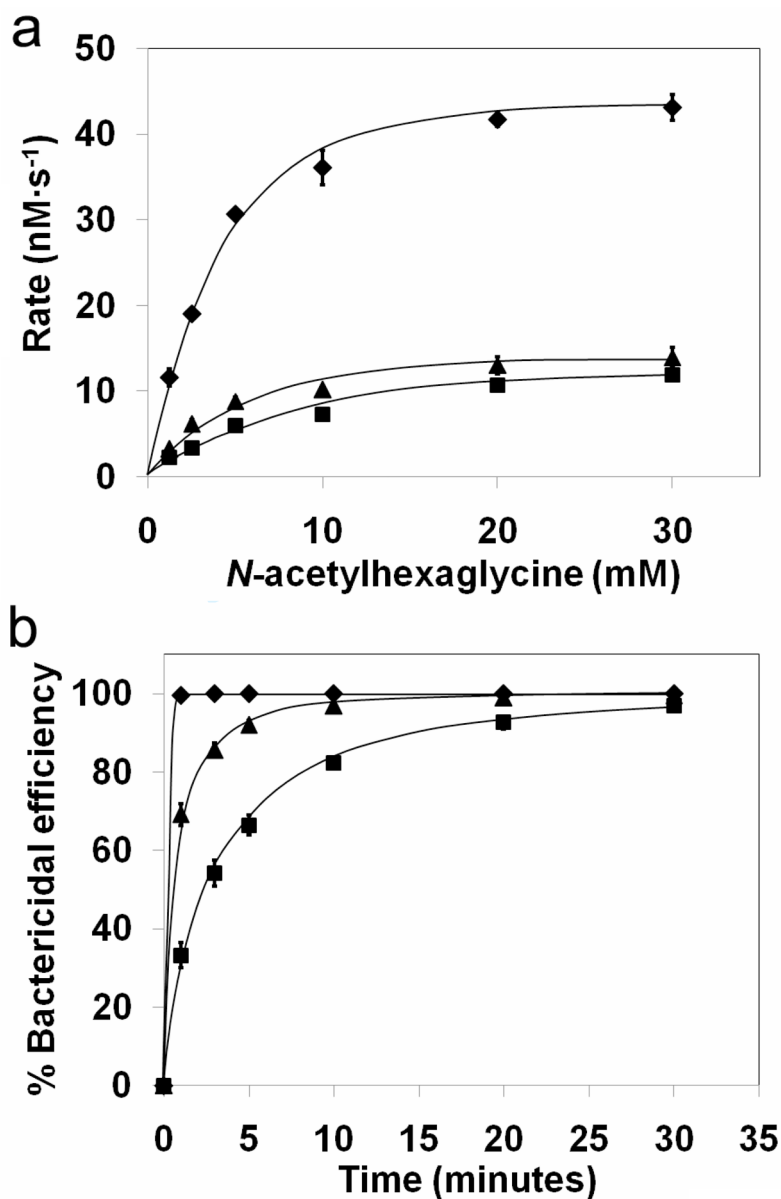 a
50
40
30
20
10
0
Rate (nM·s⁻¹)
0 10 20 30
N-acetylhexaglycine (mM)
b
100
80
60
40
20
0
% Bactericidal efficiency
0 5 10 15 20 25 30 35
Time (minutes)